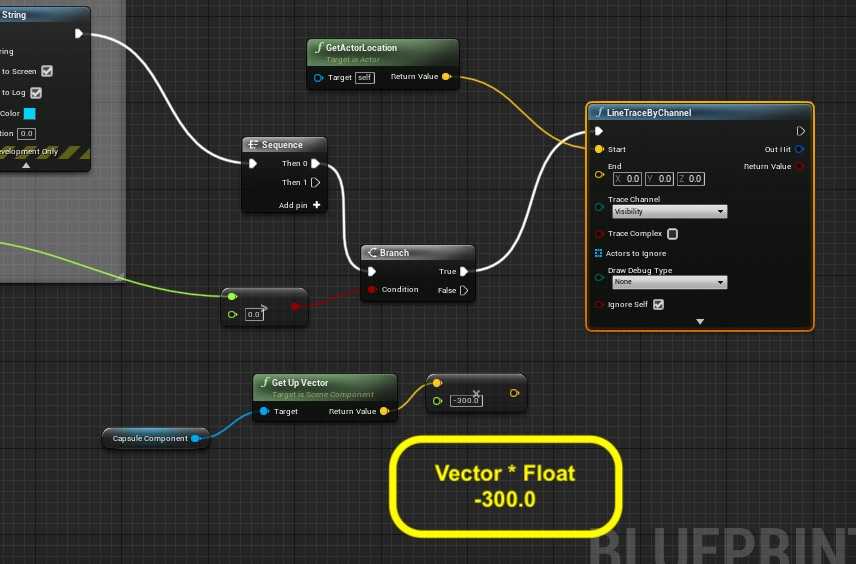 String
GetActorLocation
Target is Actor
Target self Return Value
ring
to Screen
to Log
Color
tion 0.0
evelopment Only
LineTraceByChannel
Start Out Hit
End Return Value
X 0.0 Y 0.0 Z 0.0
Trace Channel
Visibility
Trace Complex
Actors to Ignore
Draw Debug Type
None
Ignore Self
Sequence
Then 0
Then 1
Add pin
Branch
True
Condition False
>
0.0
Get Up Vector
Target is Scene Component
Target Return Value
×
-300.0
Capsule Component
Vector * Float
-300.0
BLUEPRINT